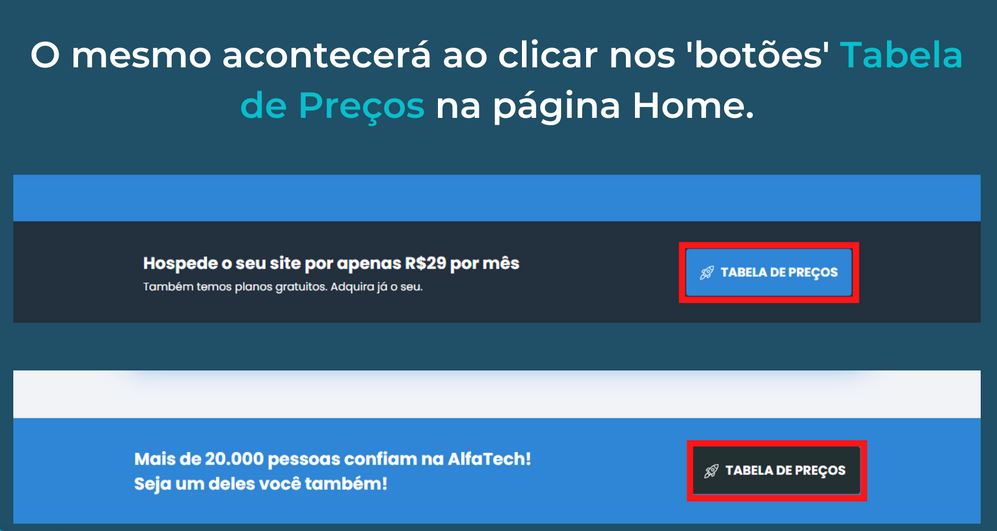 O mesmo acontecerá ao clicar nos 'botões' Tabela
de Preços na página Home.
Hospede o seu site por apenas R$29 por mês
Também temos planos gratuitos. Adquira já o seu.
TABELA DE PREÇOS
Mais de 20.000 pessoas confiam na AlfaTech!
Seja um deles você também!
TABELA DE PREÇOS